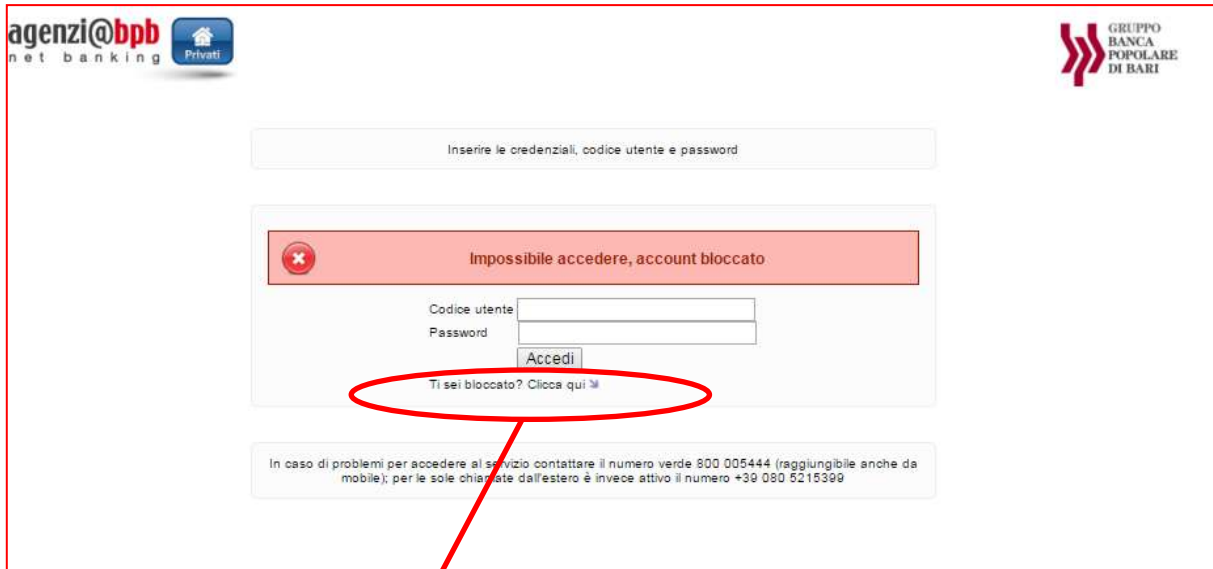 agenzi@bpb
net banking
Privati
GRUPPO
BANCA
POPOLARE
DI BARI
Inserire le credenziali, codice utente e password
Impossibile accedere, account bloccato
Codice utente
Password
Accedi
Ti sei bloccato? Clicca qui
In caso di problemi per accedere al servizio contattare il numero verde 800 005444 (raggiungibile anche da
mobile); per le sole chiamate dall'estero è invece attivo il numero +39 080 5215399